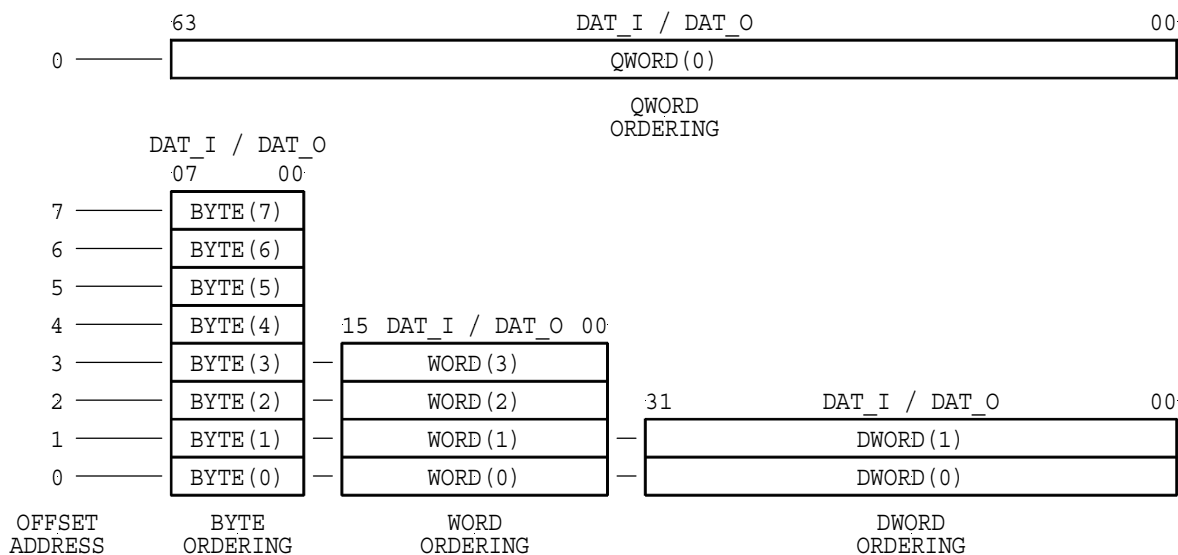 63 DAT_I / DAT_O 00
0 QWORD(0)
QWORD
ORDERING
DAT_I / DAT_O
07 00
7 BYTE(7)
6 BYTE(6)
5 BYTE(5)
4 BYTE(4) 15 DAT_I / DAT_O 00
3 BYTE(3) WORD(3)
2 BYTE(2) WORD(2) 31 DAT_I / DAT_O 00
1 BYTE(1) WORD(1) DWORD(1)
0 BYTE(0) WORD(0) DWORD(0)
OFFSET BYTE WORD DWORD
ADDRESS ORDERING ORDERING ORDERING